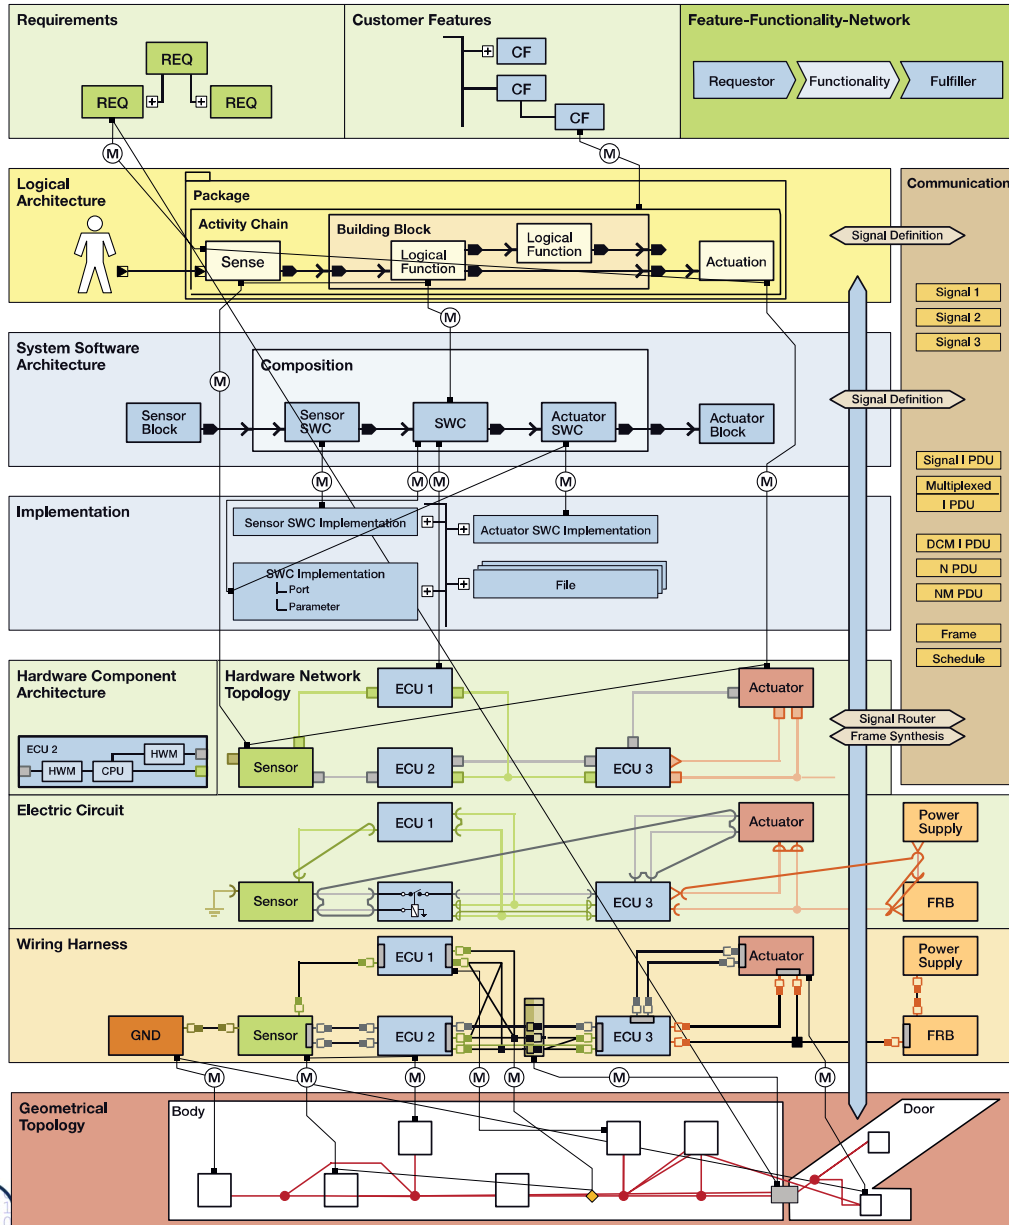 Requirements
REQ
REQ
REQ
Customer Features
CF
CF
CF
Feature-Functionality-Network
Requestor
Functionality
Fulfiller
M
M
Logical
Architecture
Package
Activity Chain
Building Block
Sense
Logical
Function
Logical
Function
Actuation
Communication
Signal Definition
Signal 1
Signal 2
Signal 3
M
System Software
Architecture
M
Composition
Sensor
Block
Sensor
SWC
SWC
Actuator
SWC
Actuator
Block
Signal Definition
M
M
M
M
M
Signal I PDU
Multiplexed
I PDU
DCM I PDU
N PDU
NM PDU
Frame
Schedule
Implementation
Sensor SWC Implementation
Actuator SWC Implementation
SWC Implementation
Port
Parameter
File
Hardware Component
Architecture
ECU 2
HWM
HWM
CPU
Hardware Network
Topology
ECU 1
Actuator
Sensor
ECU 2
ECU 3
Signal Router
Frame Synthesis
Electric Circuit
ECU 1
Actuator
Power
Supply
Sensor
ECU 3
FRB
Wiring Harness
ECU 1
Actuator
Power
Supply
GND
Sensor
ECU 2
ECU 3
FRB
M
M
M
M
M
M
M
Geometrical
Topology
Body
Door